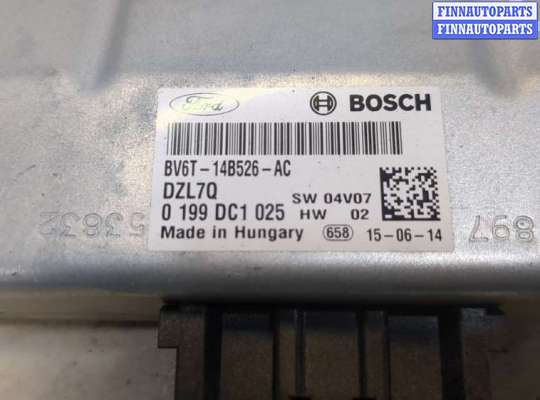 FINNAUTOPARTS
FINNAUTOPARTS
Ford
BOSCH
BV6T-14B526-AC
DZL7Q
SW 04V07
0 199 DC1 025
HW 02
Made in Hungary
658
15-06-14
53832
897